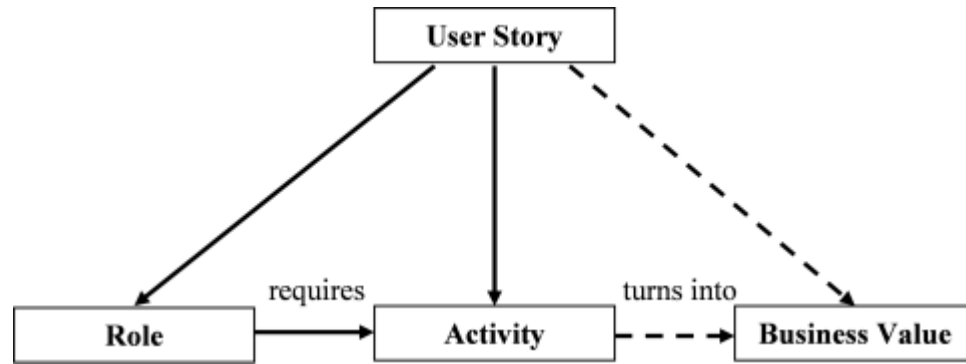 User Story
requires
turns into
Role
Activity
Business Value